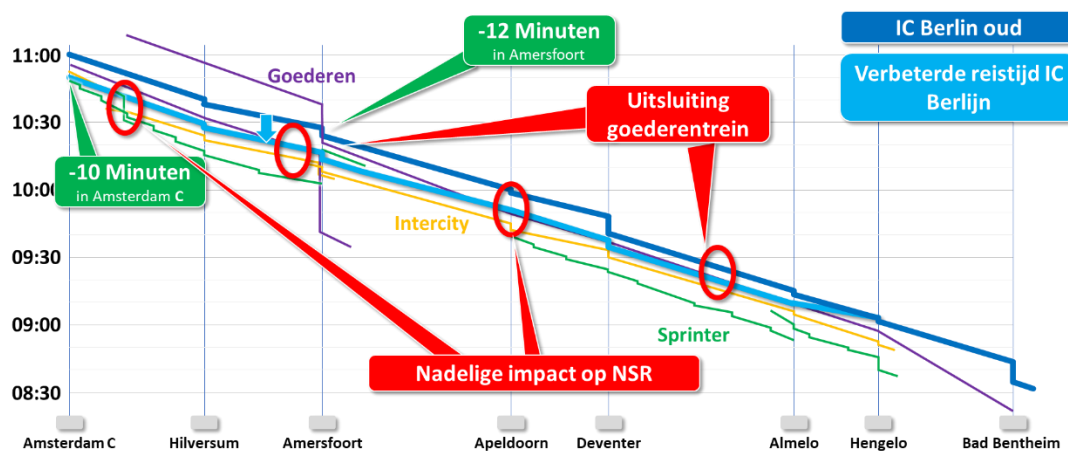 -12 Minuten
in Amersfoort
IC Berlin oud
11:00
Goederen
Verbeterde reistijd IC
Berlijn
Uitsluiting
goederentrein
10:30
-10 Minuten
in Amsterdam C
10:00
Intercity
09:30
Sprinter
09:00
Nadelige impact op NSR
08:30
Amsterdam C
Hilversum
Amersfoort
Apeldoorn
Deventer
Almelo
Hengelo
Bad Bentheim